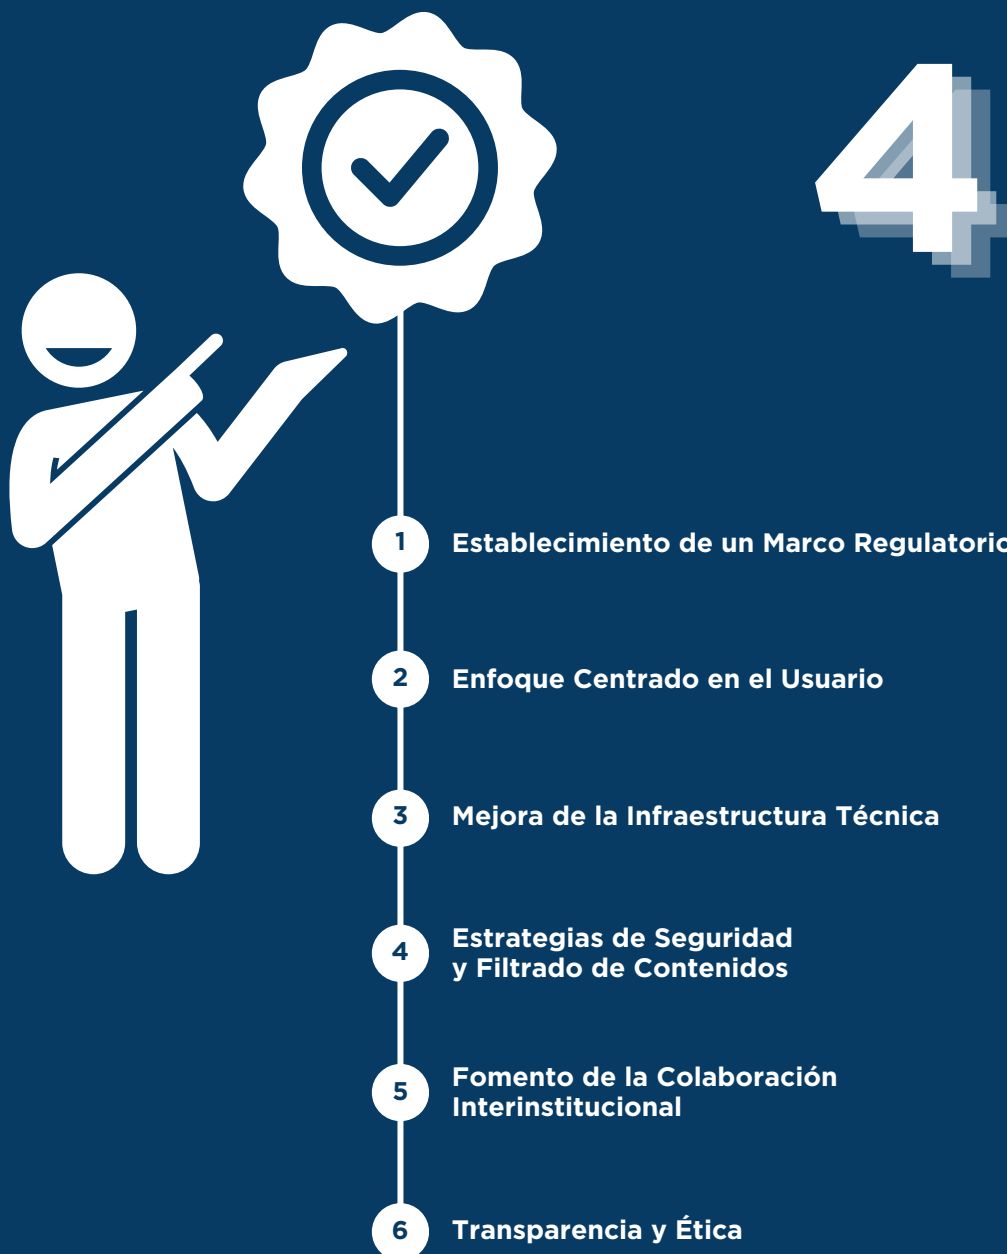 4
1 Establecimiento de un Marco Regulatorio
2 Enfoque Centrado en el Usuario
3 Mejora de la Infraestructura Técnica
4 Estrategias de Seguridad
y Filtrado de Contenidos
5 Fomento de la Colaboración
Interinstitucional
6 Transparencia y Ética